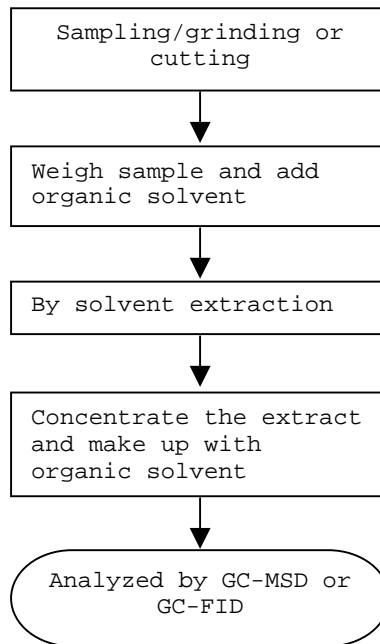 Sampling/grinding or
cutting
Weigh sample and add
organic solvent
By solvent extraction
Concentrate the extract
and make up with
organic solvent
Analyzed by GC-MSD or
GC-FID